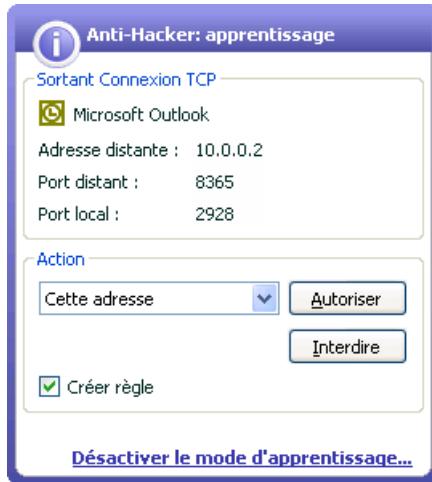 Anti-Hacker: apprentissage
Sortant Connexion TCP
Microsoft Outlook
Adresse distante : 10.0.0.2
Port distant : 8365
Port local : 2928
Action
Cette adresse
Autoriser
Interdire
Créer règle
Désactiver le mode d'apprentissage...